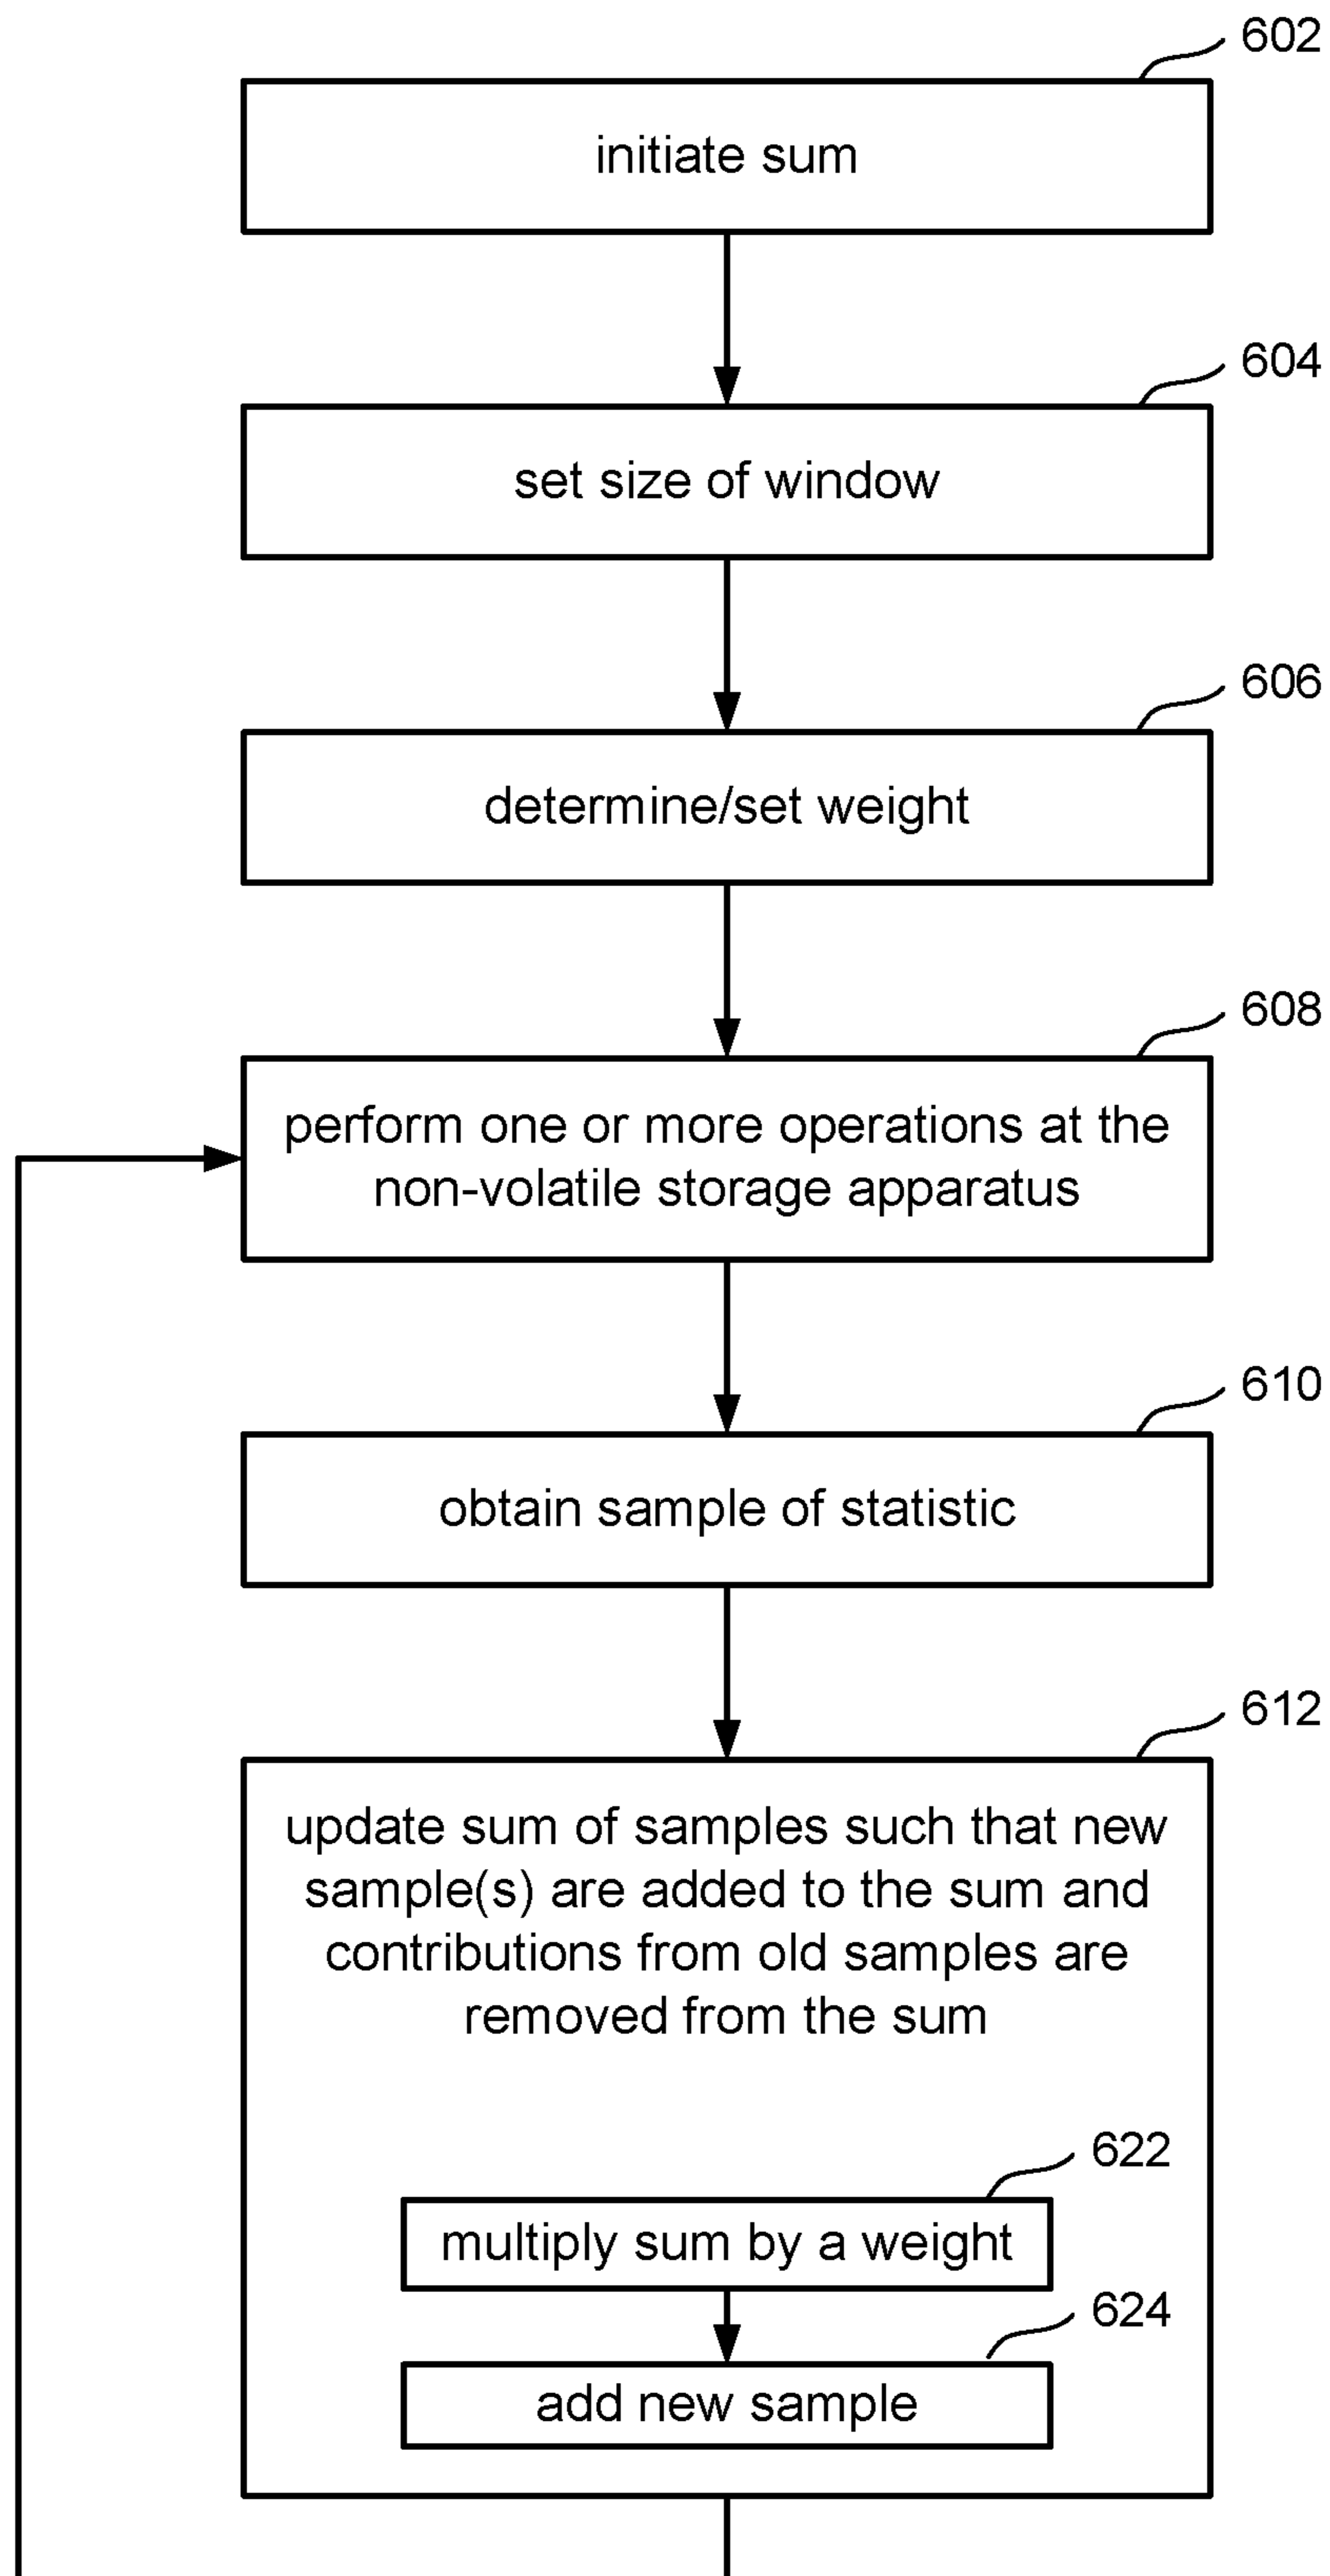 602
initiate sum
604
set size of window
606
determine/set weight
608
perform one or more operations at the
non-volatile storage apparatus
610
obtain sample of statistic
612
update sum of samples such that new
sample(s) are added to the sum and
contributions from old samples are
removed from the sum
622
multiply sum by a weight
624
add new sample